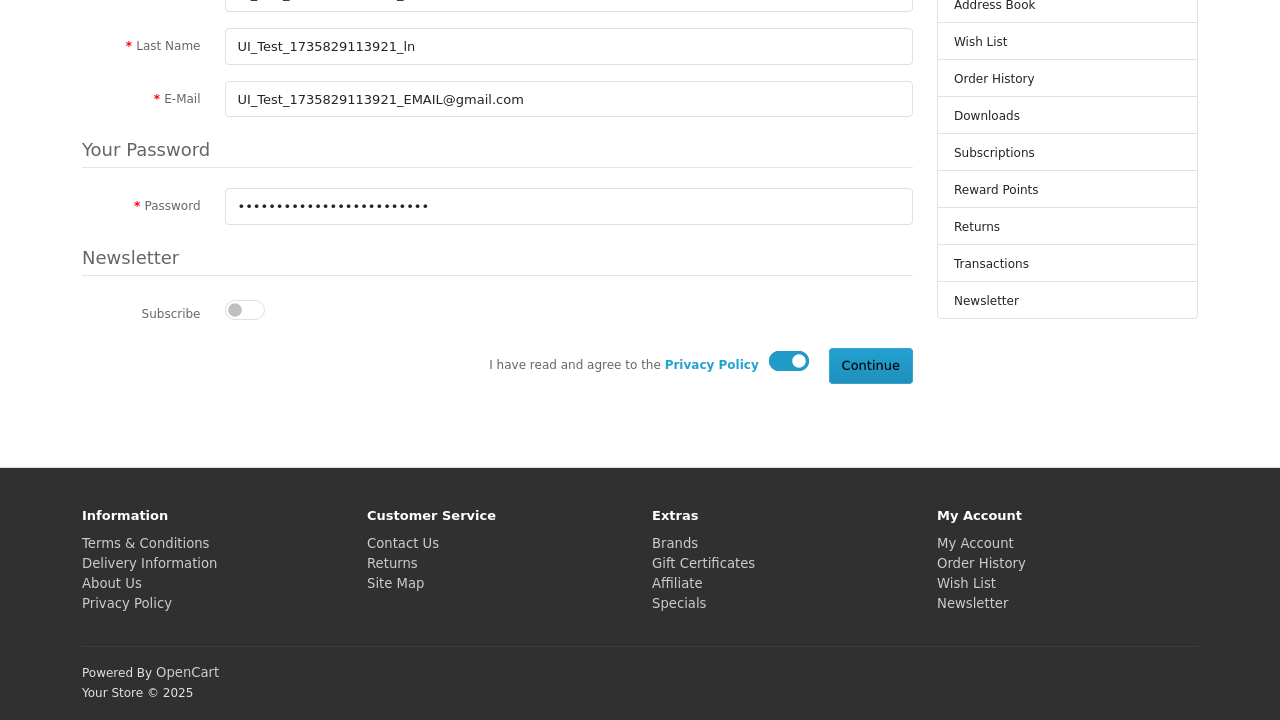 * Last Name
UI_Test_1735829113921_ln
* E-Mail
UI_Test_1735829113921_EMAIL@gmail.com
Your Password
* Password
•••••••••••••••••••••••••
Newsletter
Subscribe
I have read and agree to the Privacy Policy
Continue
Address Book
Wish List
Order History
Downloads
Subscriptions
Reward Points
Returns
Transactions
Newsletter
Information
Terms & Conditions
Delivery Information
About Us
Privacy Policy
Customer Service
Contact Us
Returns
Site Map
Extras
Brands
Gift Certificates
Affiliate
Specials
My Account
My Account
Order History
Wish List
Newsletter
Powered By OpenCart
Your Store © 2025